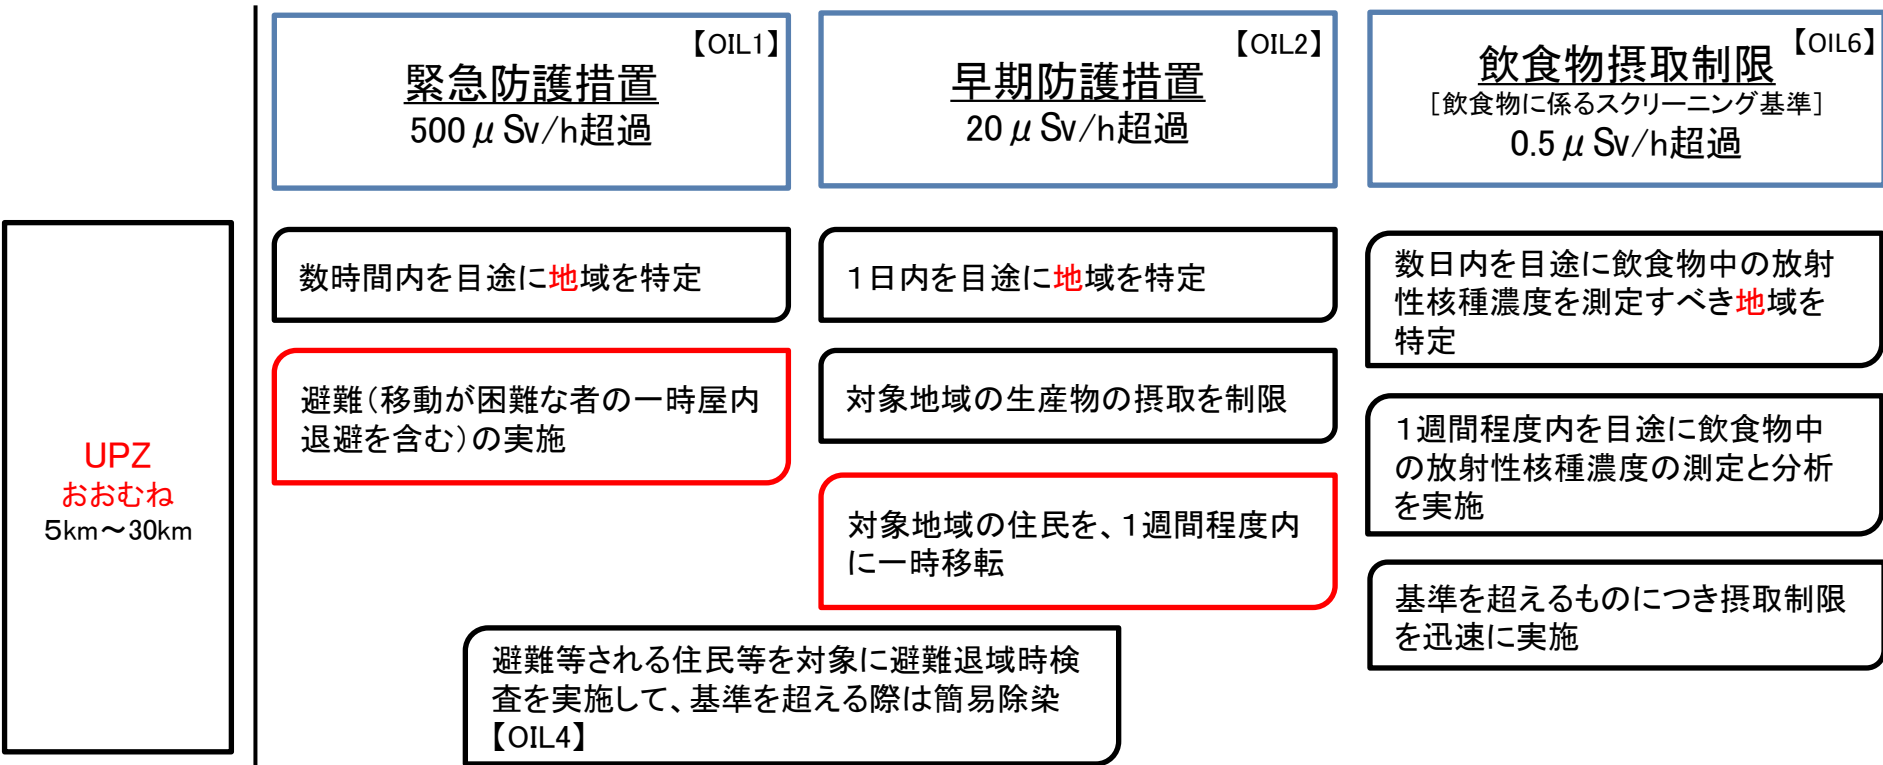 【OIL1】
緊急防護措置
500μSv/h超過
【OIL2】
早期防護措置
20μSv/h超過
【OIL6】
飲食物摂取制限
[飲食物に係るスクリーニング基準]
0.5μSv/h超過
UPZ
おおむね
5km～30km
数時間内を目途に地域を特定
避難(移動が困難な者の一時屋内
退避を含む)の実施
1日内を目途に地域を特定
対象地域の生産物の摂取を制限
対象地域の住民を、1週間程度内
に一時移転
数日内を目途に飲食物中の放射
性核種濃度を測定すべき地域を
特定
1週間程度内を目途に飲食物中
の放射性核種濃度の測定と分析
を実施
基準を超えるものにつき摂取制限
を迅速に実施
避難等される住民等を対象に避難退域時検
査を実施して、基準を超える際は簡易除染
【OIL4】